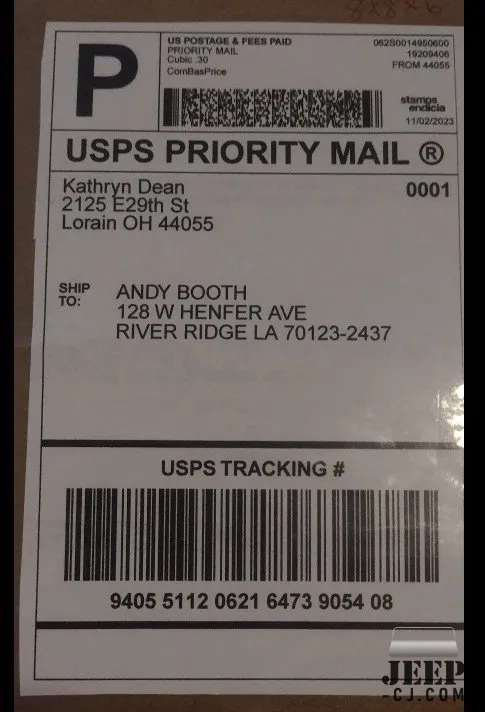 8x8x6
P
US POSTAGE & FEES PAID
PRIORITY MAIL
Cubic .30
ComBasPrice
062S0014950600
19209406
FROM 44055
stamps
endicia
11/02/2023
USPS PRIORITY MAIL ®
Kathryn Dean
2125 E29th St
Lorain OH 44055
0001
SHIP
TO:
ANDY BOOTH
128 W HENFER AVE
RIVER RIDGE LA 70123-2437
USPS TRACKING #
9405 5112 0621 6473 9054 08
JEEP
-CJ.COM